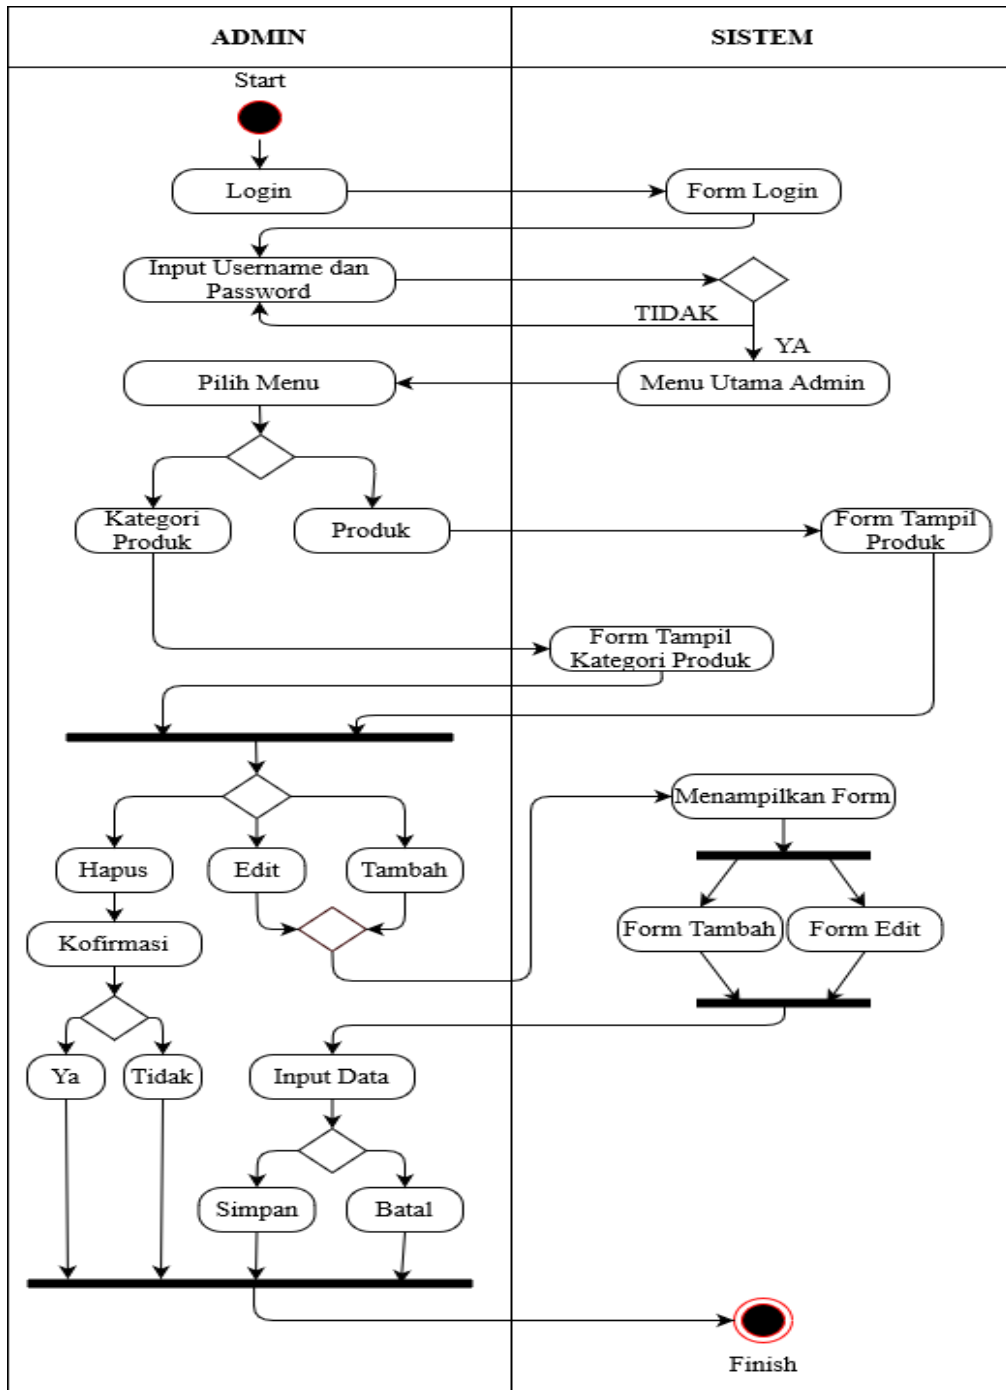 ADMIN
SISTEM
Start
Login
Form Login
Input Username dan
Password
TIDAK
YA
Pilih Menu
Menu Utama Admin
Kategori
Produk
Produk
Form Tampil
Produk
Form Tampil
Kategori Produk
Menampilkan Form
Hapus
Edit
Tambah
Kofirmasi
Form Tambah
Form Edit
Ya
Tidak
Input Data
Simpan
Batal
Finish